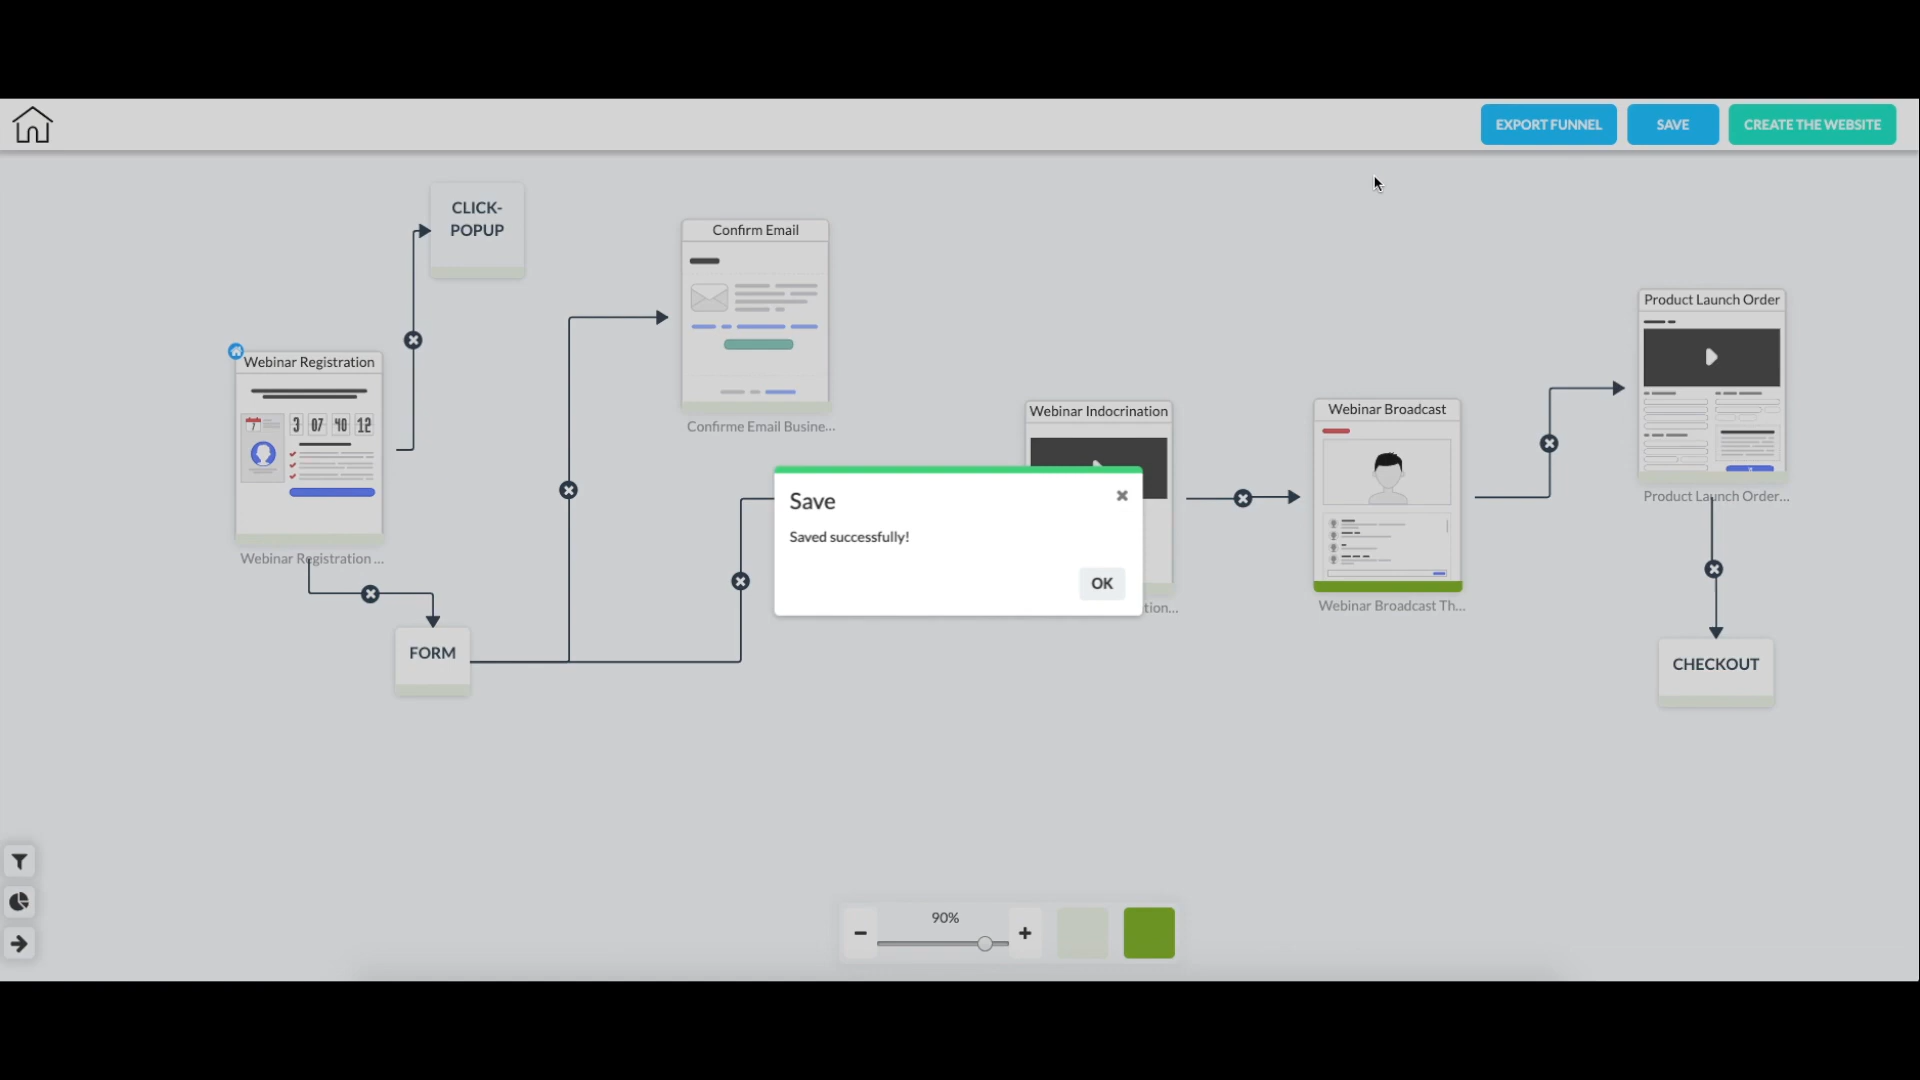 EXPORT FUNNEL
SAVE
CREATE THE WEBSITE
CLICK-
POPUP
Confirm Email
Confirme Email Busine...
Webinar Registration
3 07 40 12
Webinar Registration ...
FORM
Webinar Indocrination
tion...
Webinar Broadcast
Webinar Broadcast Th...
Product Launch Order
Product Launch Order...
CHECKOUT
Save
Saved successfully!
OK
90%